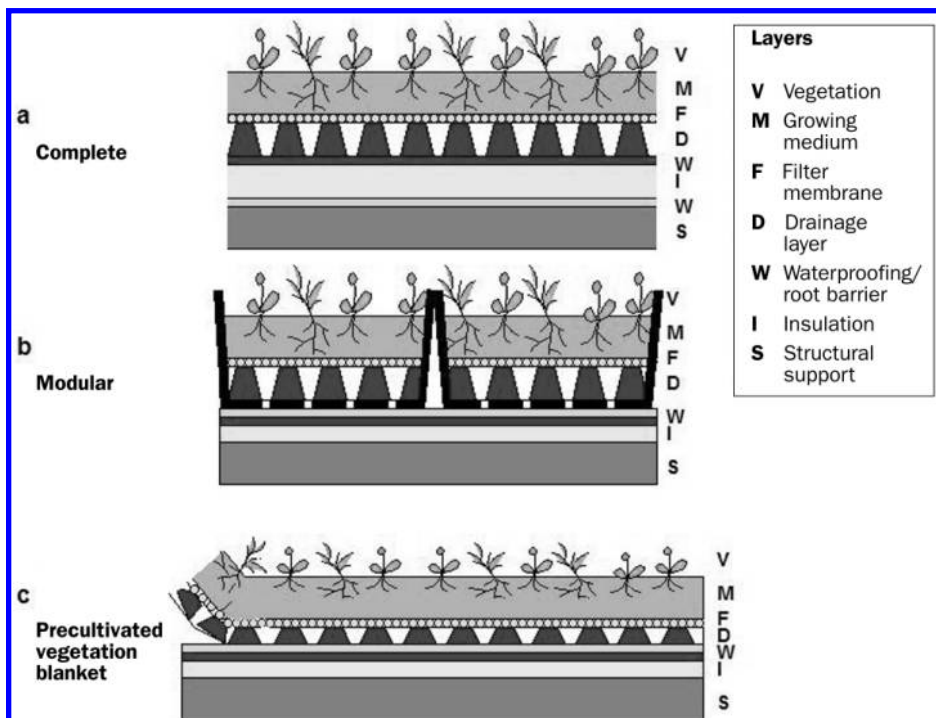 a
Complete
V
M
F
D
W
I
W
S
b
Modular
V
M
F
D
W
I
S
c
Precultivated
vegetation
blanket
V
M
F
D
W
I
S
Layers
V Vegetation
M Growing
medium
F Filter
membrane
D Drainage
layer
W Waterproofing/
root barrier
I Insulation
S Structural
support